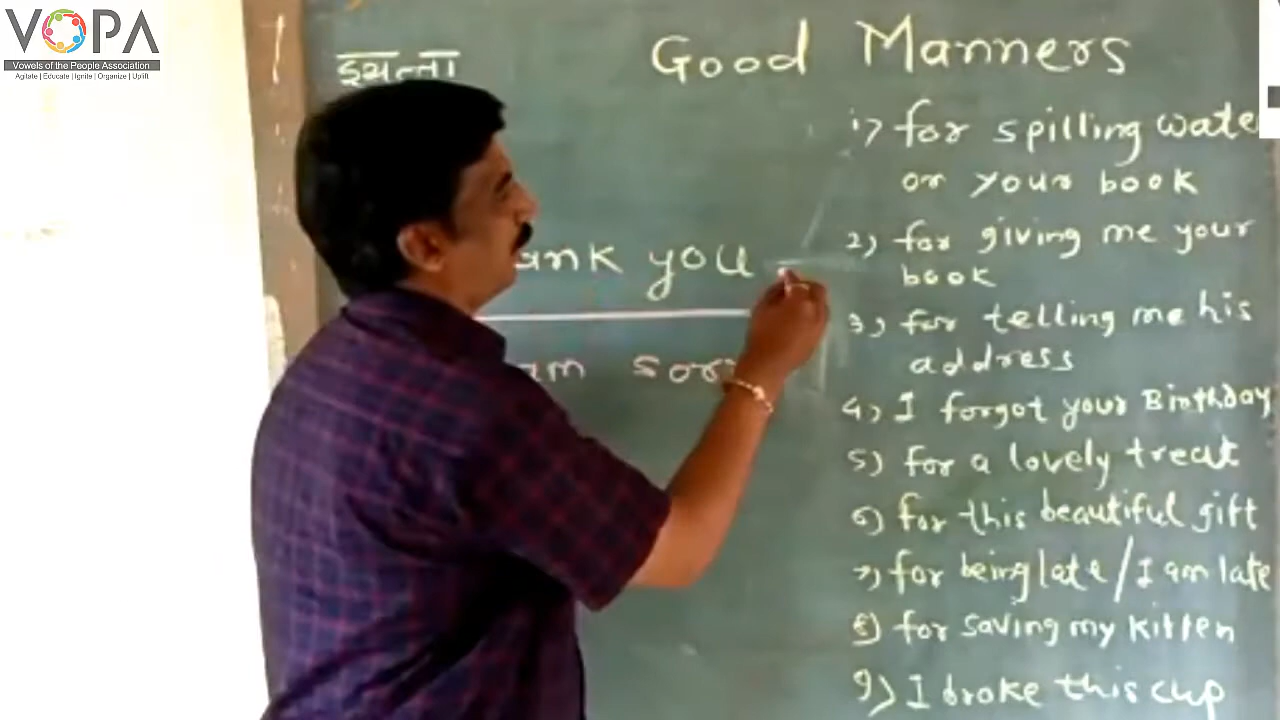 VOPA
Vowels of the People Association
Agitate | Educate | Ignite | Organize | Uplift
इयत्ता
Good Manners
1) for spilling wate
on your book
2) for giving me your
book
3) for telling me his
address
4) I forgot your Birthday
5) for a lovely treat
6) for this beautiful gift
7) for being late / I am late
8) for saving my kitten
9) I broke this cup
ank you
am sor